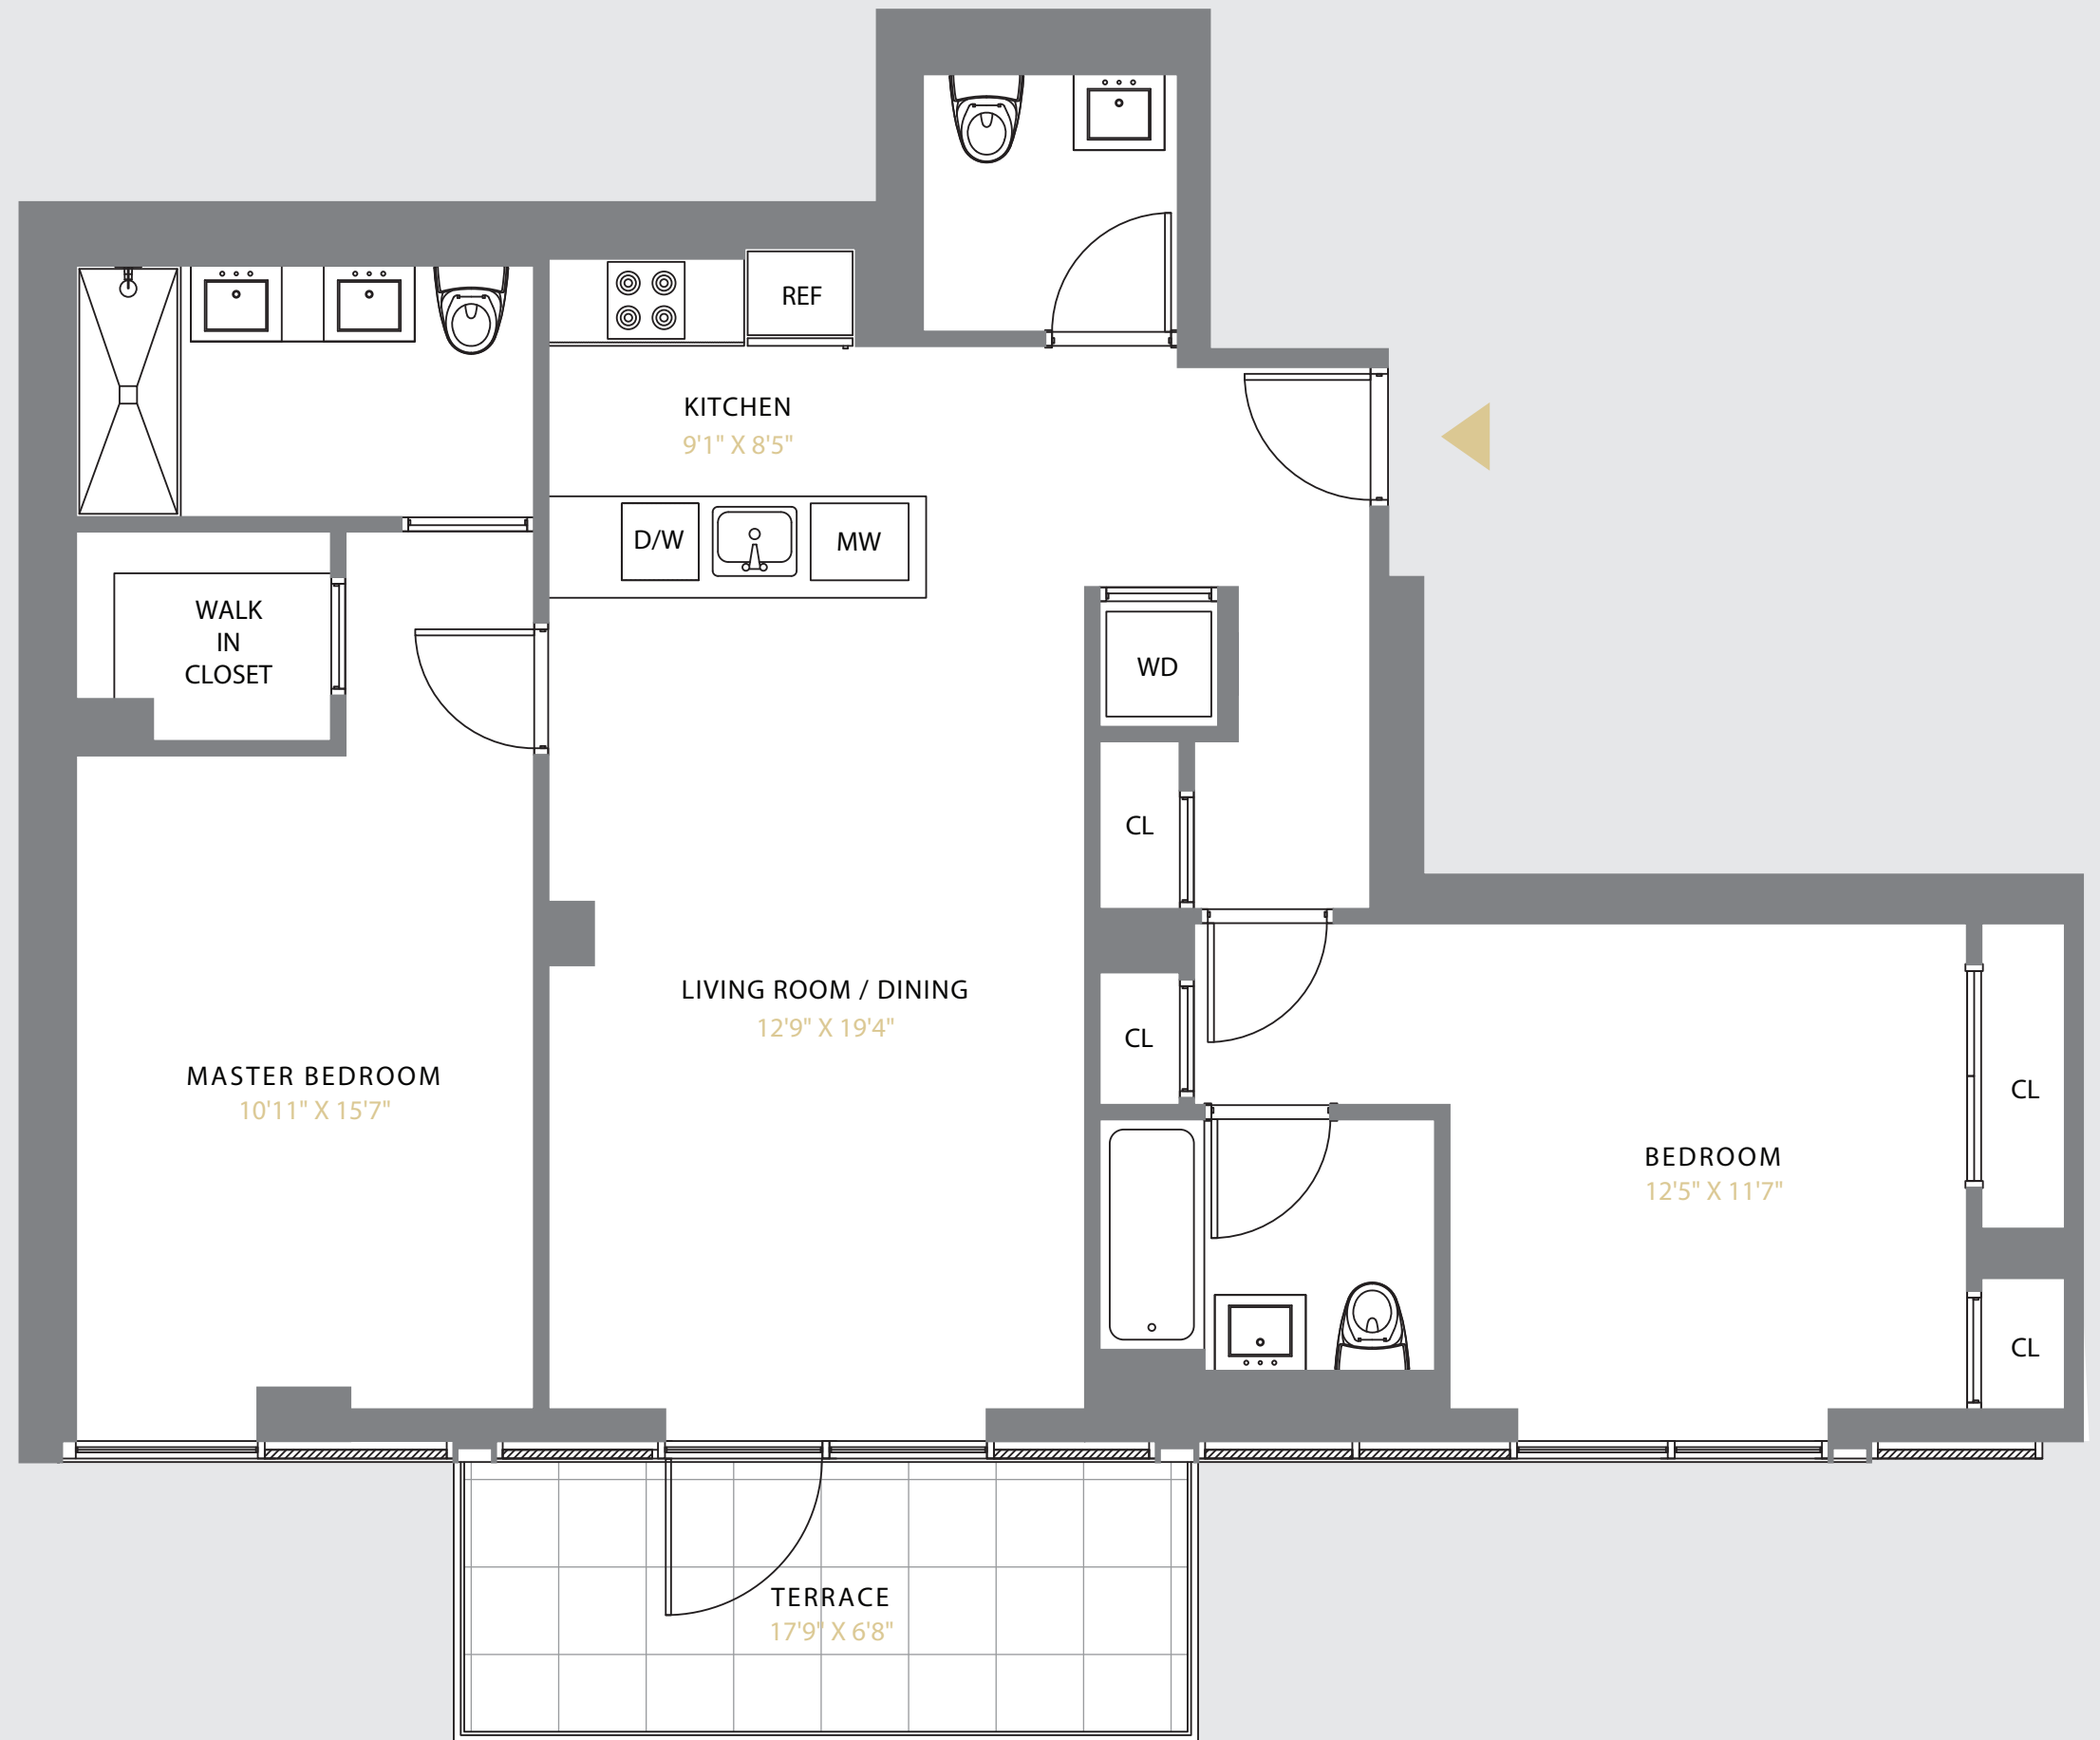 REF
KITCHEN
9'1" X 8'5"
D/W
MW
WALK
IN
CLOSET
WD
CL
LIVING ROOM / DINING
12'9" X 19'4"
CL
MASTER BEDROOM
10'11" X 15'7"
CL
BEDROOM
12'5" X 11'7"
CL
TERRACE
17'9" X 6'8"